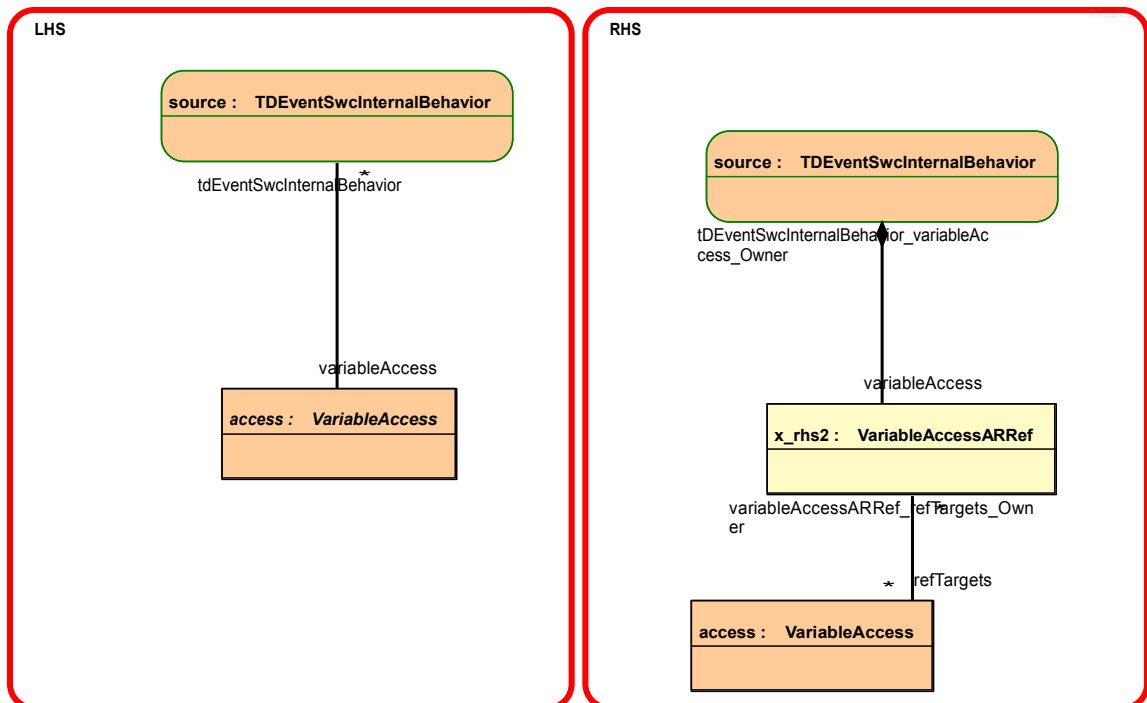 LHS
source : TDEventSwcInternalBehavior
*
tdEventSwcInternalBehavior
variableAccess
access : VariableAccess
RHS
source : TDEventSwcInternalBehavior
tDEventSwcInternalBehavior_variableAc
cess_Owner
variableAccess
x_rhs2 : VariableAccessARRef
variableAccessARRef_refTargets_Own
er
*
* refTargets
access : VariableAccess